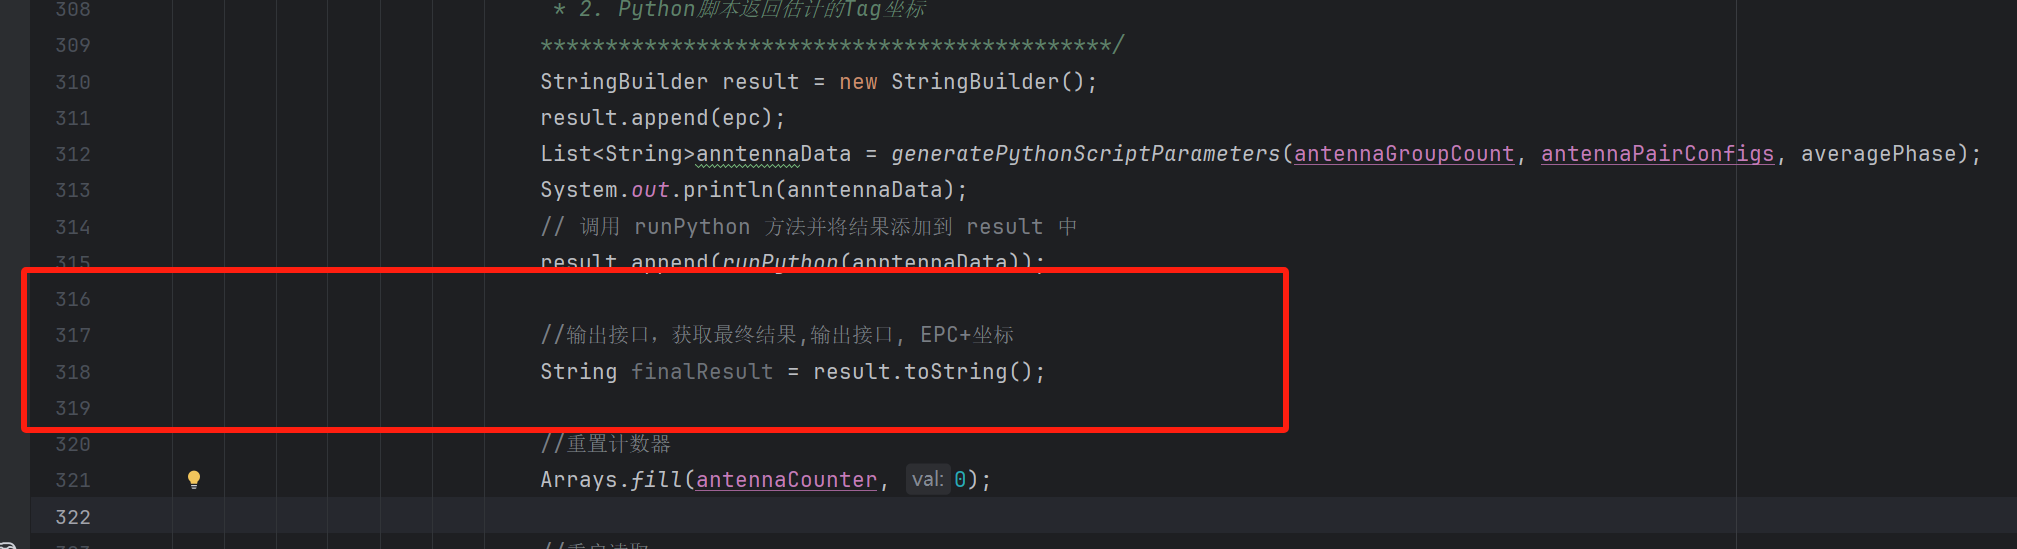 308 * 2. Python脚本返回估计的Tag坐标
309 ********************************************/
310 StringBuilder result = new StringBuilder();
311 result.append(epc);
312 List<String>anntennaData = generatePythonScriptParameters(antennaGroupCount, antennaPairConfigs, averagePhase);
313 System.out.println(anntennaData);
314 // 调用 runPython 方法并将结果添加到 result 中
315 result.append(runPython(anntennaData));
316
317 //输出接口，获取最终结果,输出接口, EPC+坐标
318 String finalResult = result.toString();
319
320 //重置计数器
321 Arrays.fill(antennaCounter, val: 0);
322
323 //重启读取